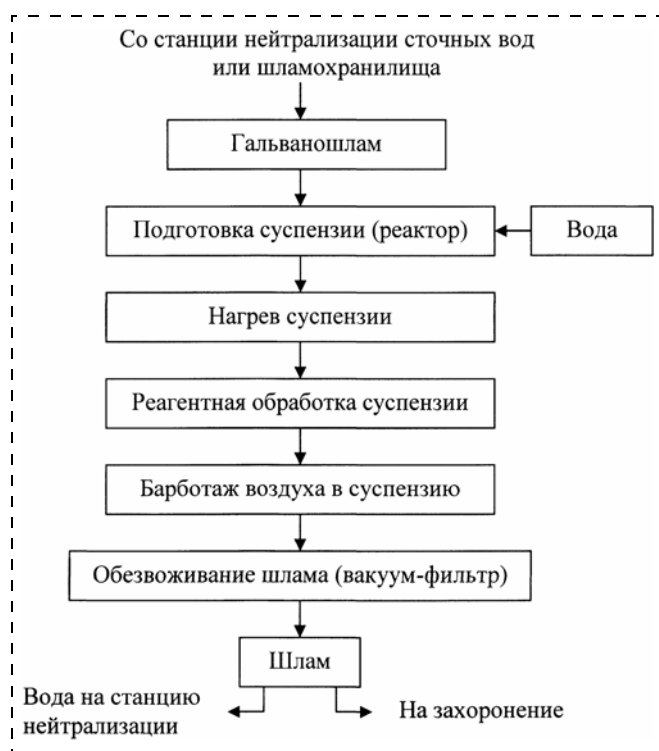 Со станции нейтрализации сточных вод
или шламохранилища
Гальваношлам
Подготовка суспензии (реактор)
Вода
Нагрев суспензии
Реагентная обработка суспензии
Барботаж воздуха в суспензию
Обезвоживание шлама (вакуум-фильтр)
Шлам
Вода на станцию
нейтрализации
На захоронение